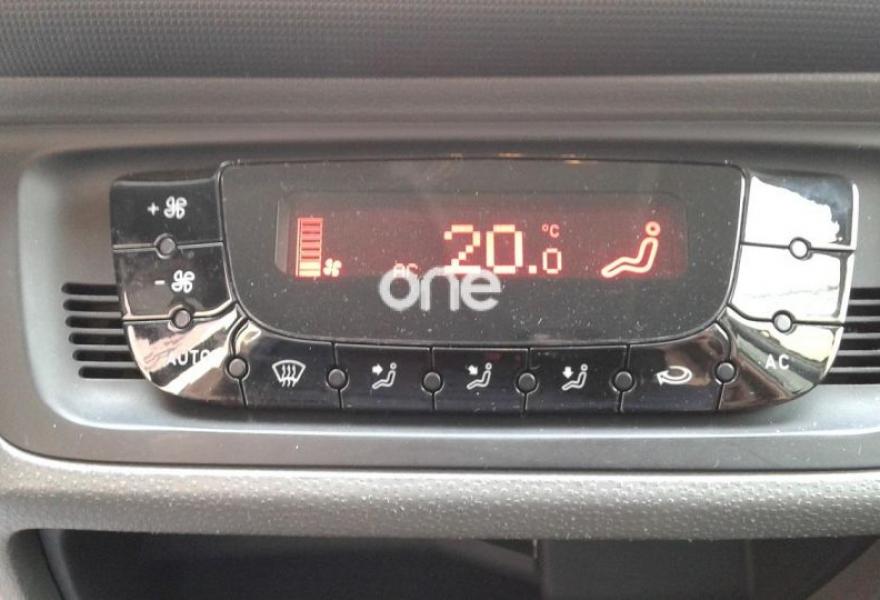 +
AC 20.0 °C
-
one
AUTO
AC